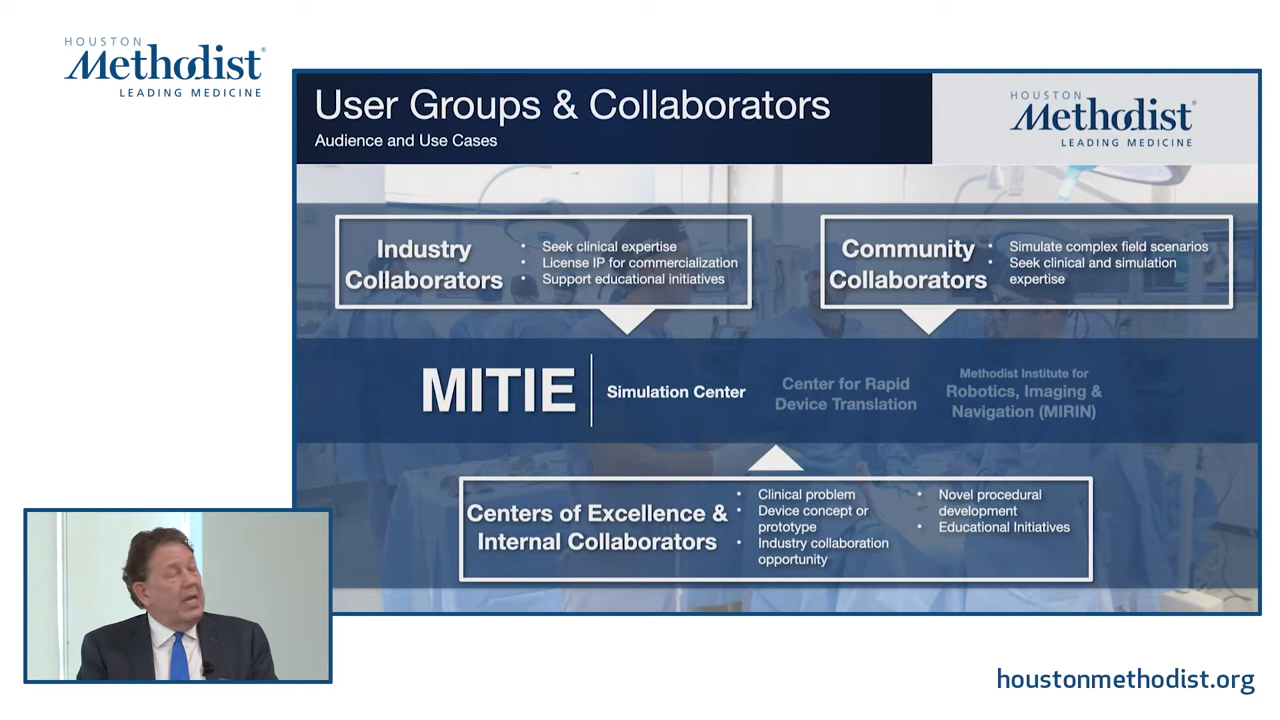 HOUSTON
Methodist®
LEADING MEDICINE
User Groups & Collaborators
Audience and Use Cases
HOUSTON
Methodist®
LEADING MEDICINE
Industry
Collaborators
• Seek clinical expertise
• License IP for commercialization
• Support educational initiatives
Community
Collaborators
• Simulate complex field scenarios
• Seek clinical and simulation
expertise
MITIE
Simulation Center
Center for Rapid
Device Translation
Methodist Institute for
Robotics, Imaging &
Navigation (MIRIN)
Centers of Excellence &
Internal Collaborators
• Clinical problem
• Device concept or
prototype
• Industry collaboration
opportunity
• Novel procedural
development
• Educational Initiatives
houstonmethodist.org